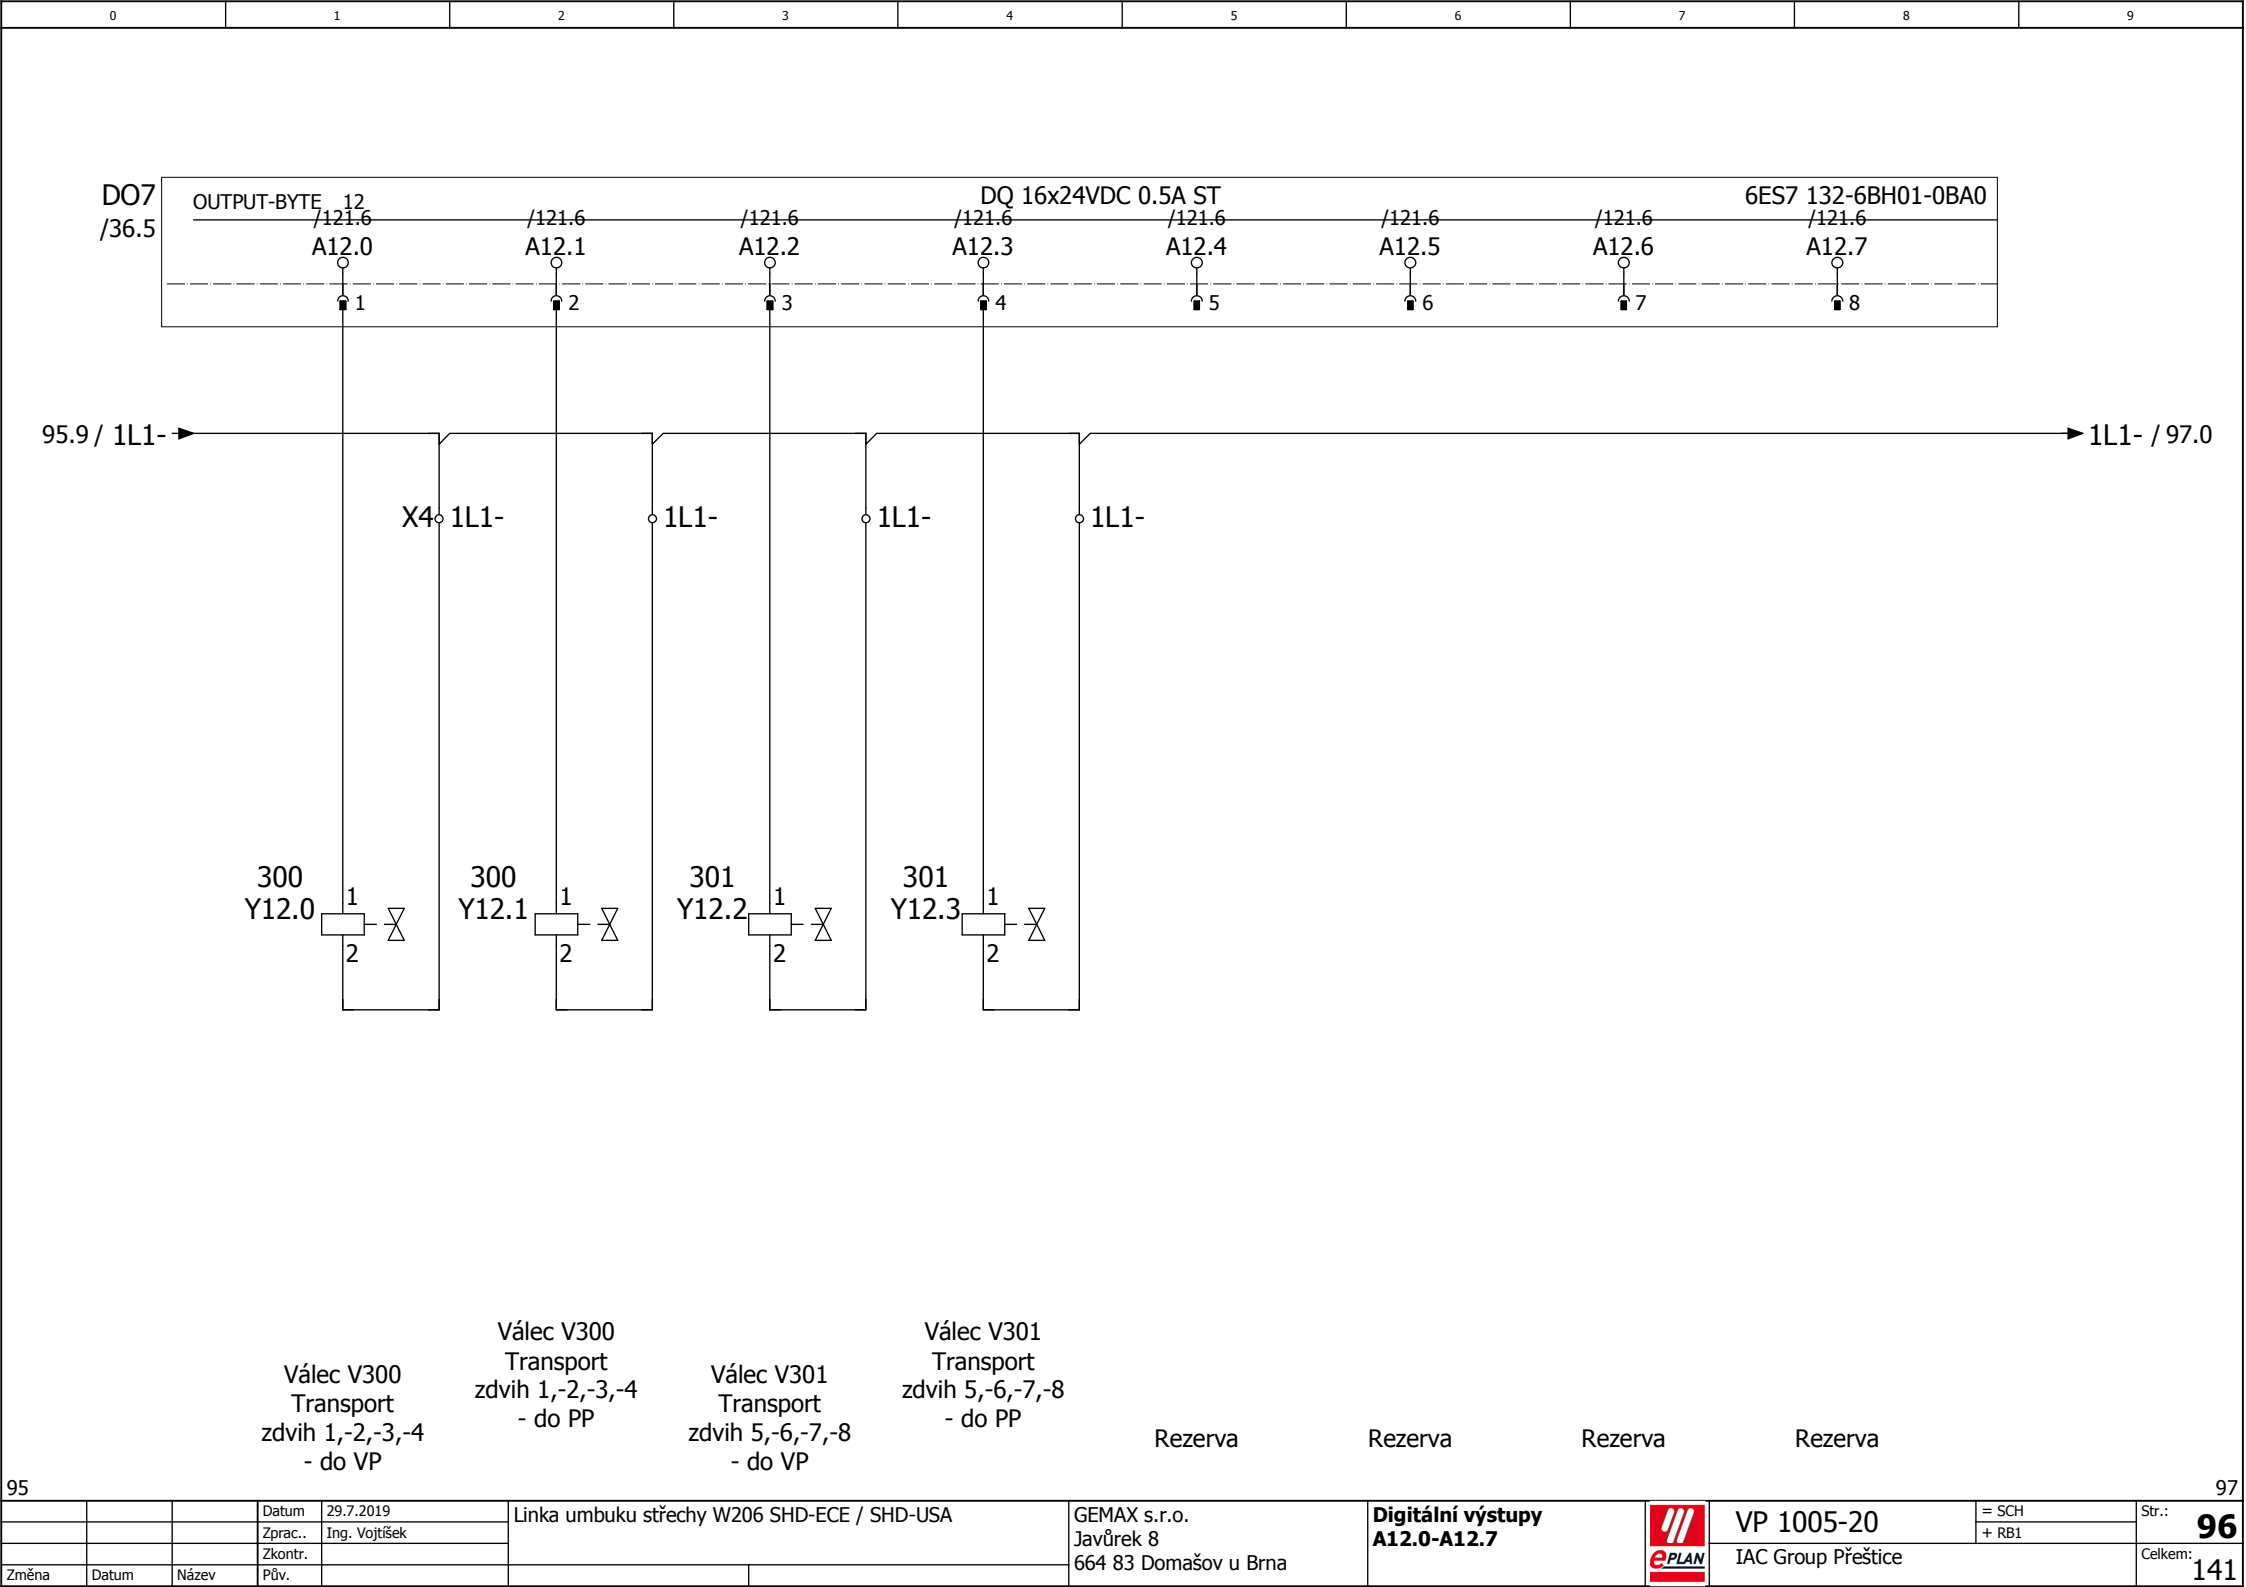 0 1 2 3 4 5 6 7 8 9
DO7
/36.5
OUTPUT-BYTE 12
DQ 16x24VDC 0.5A ST
6ES7 132-6BH01-0BA0
/121.6 /121.6 /121.6 /121.6 /121.6 /121.6 /121.6 /121.6
A12.0 A12.1 A12.2 A12.3 A12.4 A12.5 A12.6 A12.7
1 2 3 4 5 6 7 8
95.9 / 1L1-
1L1- / 97.0
X4 1L1- 1L1- 1L1- 1L1-
300 300 301 301
Y12.0 Y12.1 Y12.2 Y12.3
1 1 1 1
2 2 2 2
Válec V300
Transport
zdvih 1,-2,-3,-4
- do VP
Válec V300
Transport
zdvih 1,-2,-3,-4
- do PP
Válec V301
Transport
zdvih 5,-6,-7,-8
- do VP
Válec V301
Transport
zdvih 5,-6,-7,-8
- do PP
Rezerva
Rezerva
Rezerva
Rezerva
95
97
Datum 29.7.2019
Zprac.. Ing. Vojtíšek
Zkontr.
Změna Datum Název Pův.
Linka umbuku střechy W206 SHD-ECE / SHD-USA
GEMAX s.r.o.
Javůrek 8
664 83 Domašov u Brna
Digitální výstupy
A12.0-A12.7
ePLAN
VP 1005-20
IAC Group Přeštice
= SCH
+ RB1
Str.: 96
Celkem: 141